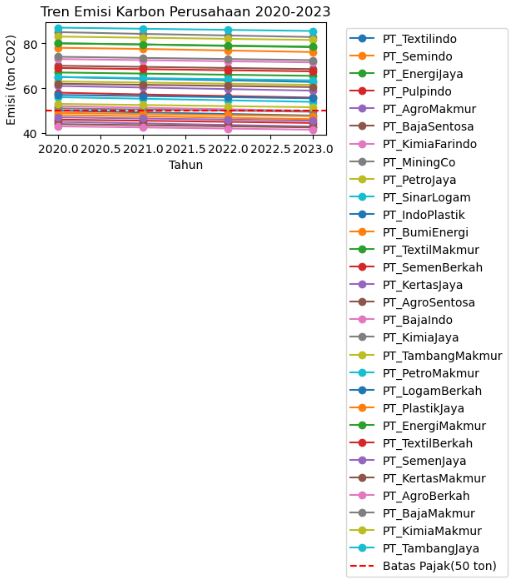 Tren Emisi Karbon Perusahaan 2020-2023
Emisi (ton CO2)
80
60
40
2020.0 2020.5 2021.0 2021.5 2022.0 2022.5 2023.0
Tahun
PT_Textilindo
PT_Semindo
PT_EnergiJaya
PT_Pulpindo
PT_AgroMakmur
PT_BajaSentosa
PT_KimiaFarindo
PT_MiningCo
PT_PetroJaya
PT_SinarLogam
PT_IndoPlastik
PT_BumiEnergi
PT_TextilMakmur
PT_SemenBerkah
PT_KertasJaya
PT_AgroSentosa
PT_BajaIndo
PT_KimiaJaya
PT_TambangMakmur
PT_PetroMakmur
PT_LogamBerkah
PT_PlastikJaya
PT_EnergiMakmur
PT_TextilBerkah
PT_SemenJaya
PT_KertasMakmur
PT_AgroBerkah
PT_BajaMakmur
PT_KimiaMakmur
PT_TambangJaya
Batas Pajak(50 ton)